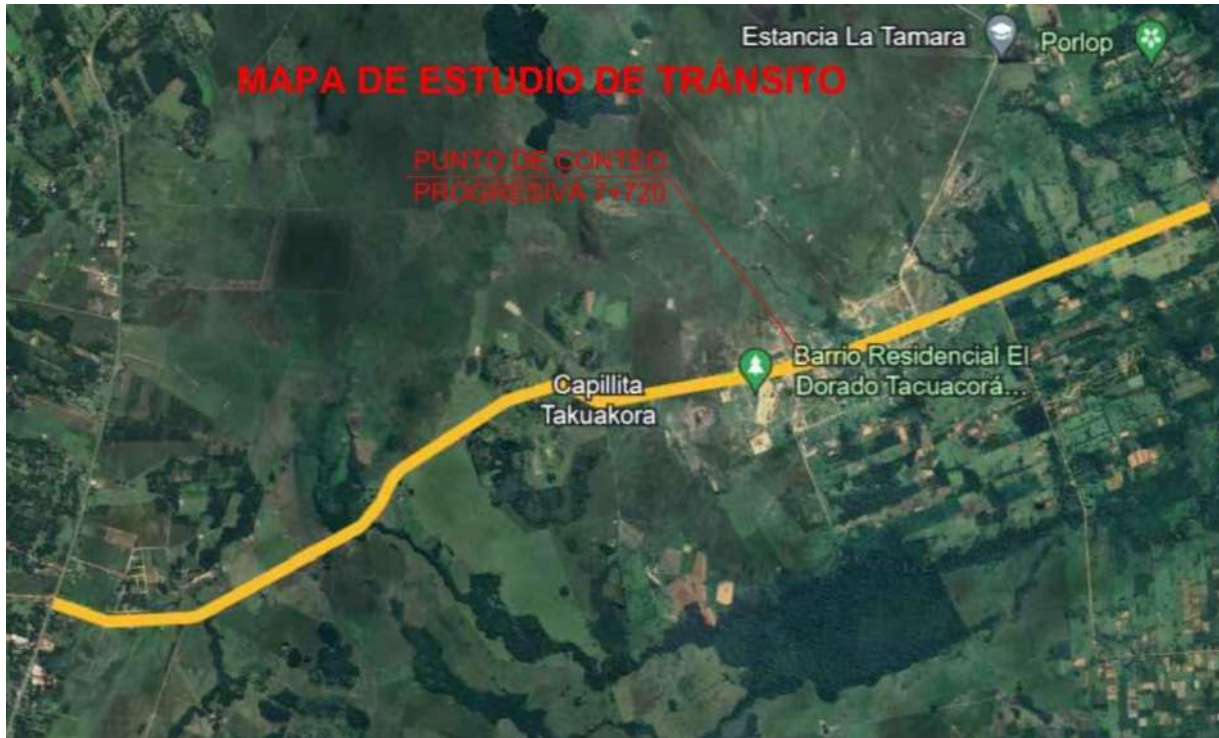 Estancia La Tamara
Porlop
MAPA DE ESTUDIO DE TRÁNSITO
PUNTO DE CONTEO
PROGRESIVA 7+720
Barrio Residencial El
Dorado Tacuacorá...
Capillita
Takuakora